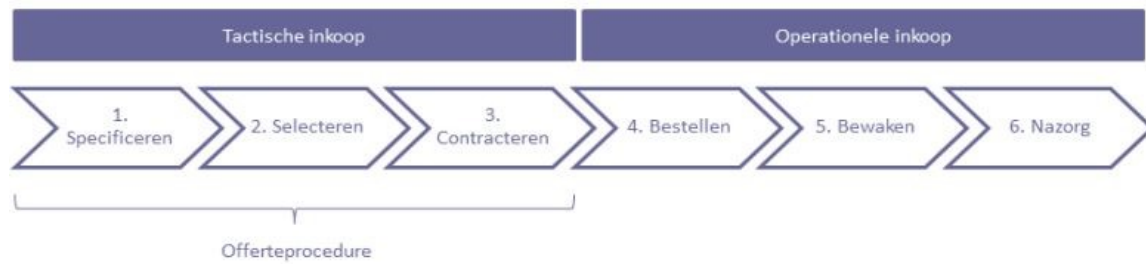 Tactische inkoop
Operationele inkoop
1.
Specificeren
2. Selecteren
3.
Contracteren
4. Bestellen
5. Bewaken
6. Nazorg
Offerteprocedure